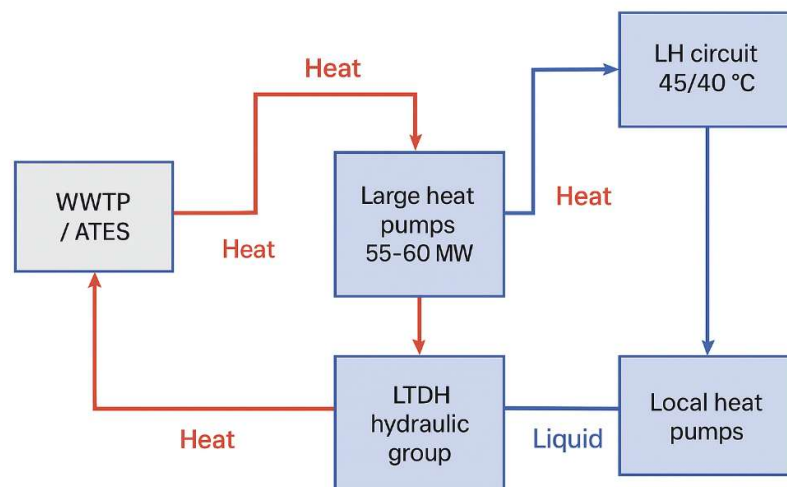 Heat
LH circuit
45/40 °C
WWTP
/ ATES
Heat
Large heat
pumps
55-60 MW
Heat
LTDH
hydraulic
group
Heat
Liquid
Local heat
pumps